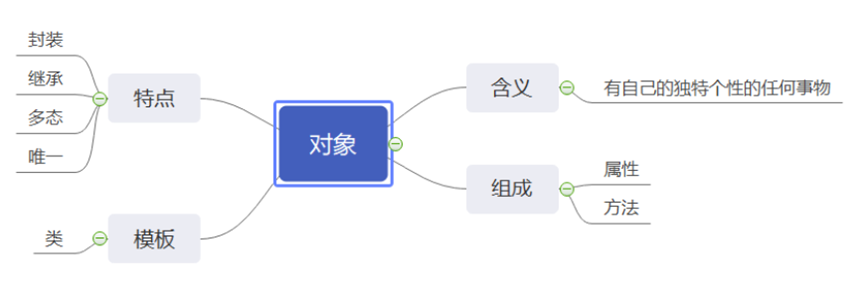 对象
含义
有自己的独特个性的任何事物
组成
属性
方法
特点
封装
继承
多态
唯一
模板
类